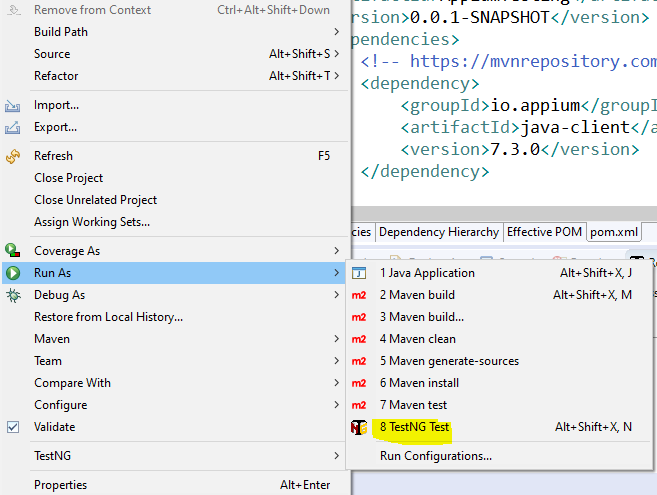 Remove from Context Ctrl+Alt+Shift+Down
Build Path
Source Alt+Shift+S
Refactor Alt+Shift+T
Import...
Export...
Refresh F5
Close Project
Close Unrelated Project
Assign Working Sets...
Coverage As
Run As
Debug As
Restore from Local History...
Maven
Team
Compare With
Configure
Validate
TestNG
Properties Alt+Enter
version>0.0.1-SNAPSHOT</version>
pendencies>
<!-- https://mvnrepository.com
<dependency>
<groupId>io.appium</groupI
<artifactId>java-client</a
<version>7.3.0</version>
</dependency>
cies Dependency Hierarchy Effective POM pom.xml
1 Java Application Alt+Shift+X, J
m2 2 Maven build Alt+Shift+X, M
m2 3 Maven build...
m2 4 Maven clean
m2 5 Maven generate-sources
m2 6 Maven install
m2 7 Maven test
8 TestNG Test Alt+Shift+X, N
Run Configurations...